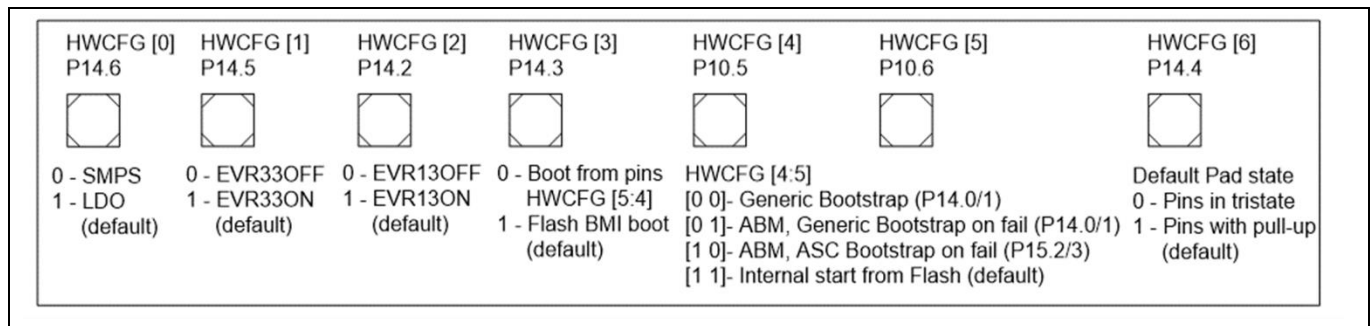 HWCFG [0] HWCFG [1] HWCFG [2] HWCFG [3] HWCFG [4] HWCFG [5] HWCFG [6]
P14.6 P14.5 P14.2 P14.3 P10.5 P10.6 P14.4
0 - SMPS 0 - EVR33OFF 0 - EVR13OFF 0 - Boot from pins HWCFG [4:5] Default Pad state
1 - LDO 1 - EVR33ON 1 - EVR13ON HWCFG [5:4] [0 0]- Generic Bootstrap (P14.0/1) 0 - Pins in tristate
(default) (default) (default) 1 - Flash BMI boot [0 1]- ABM, Generic Bootstrap on fail (P14.0/1) 1 - Pins with pull-up
(default) [1 0]- ABM, ASC Bootstrap on fail (P15.2/3) (default)
[1 1]- Internal start from Flash (default)